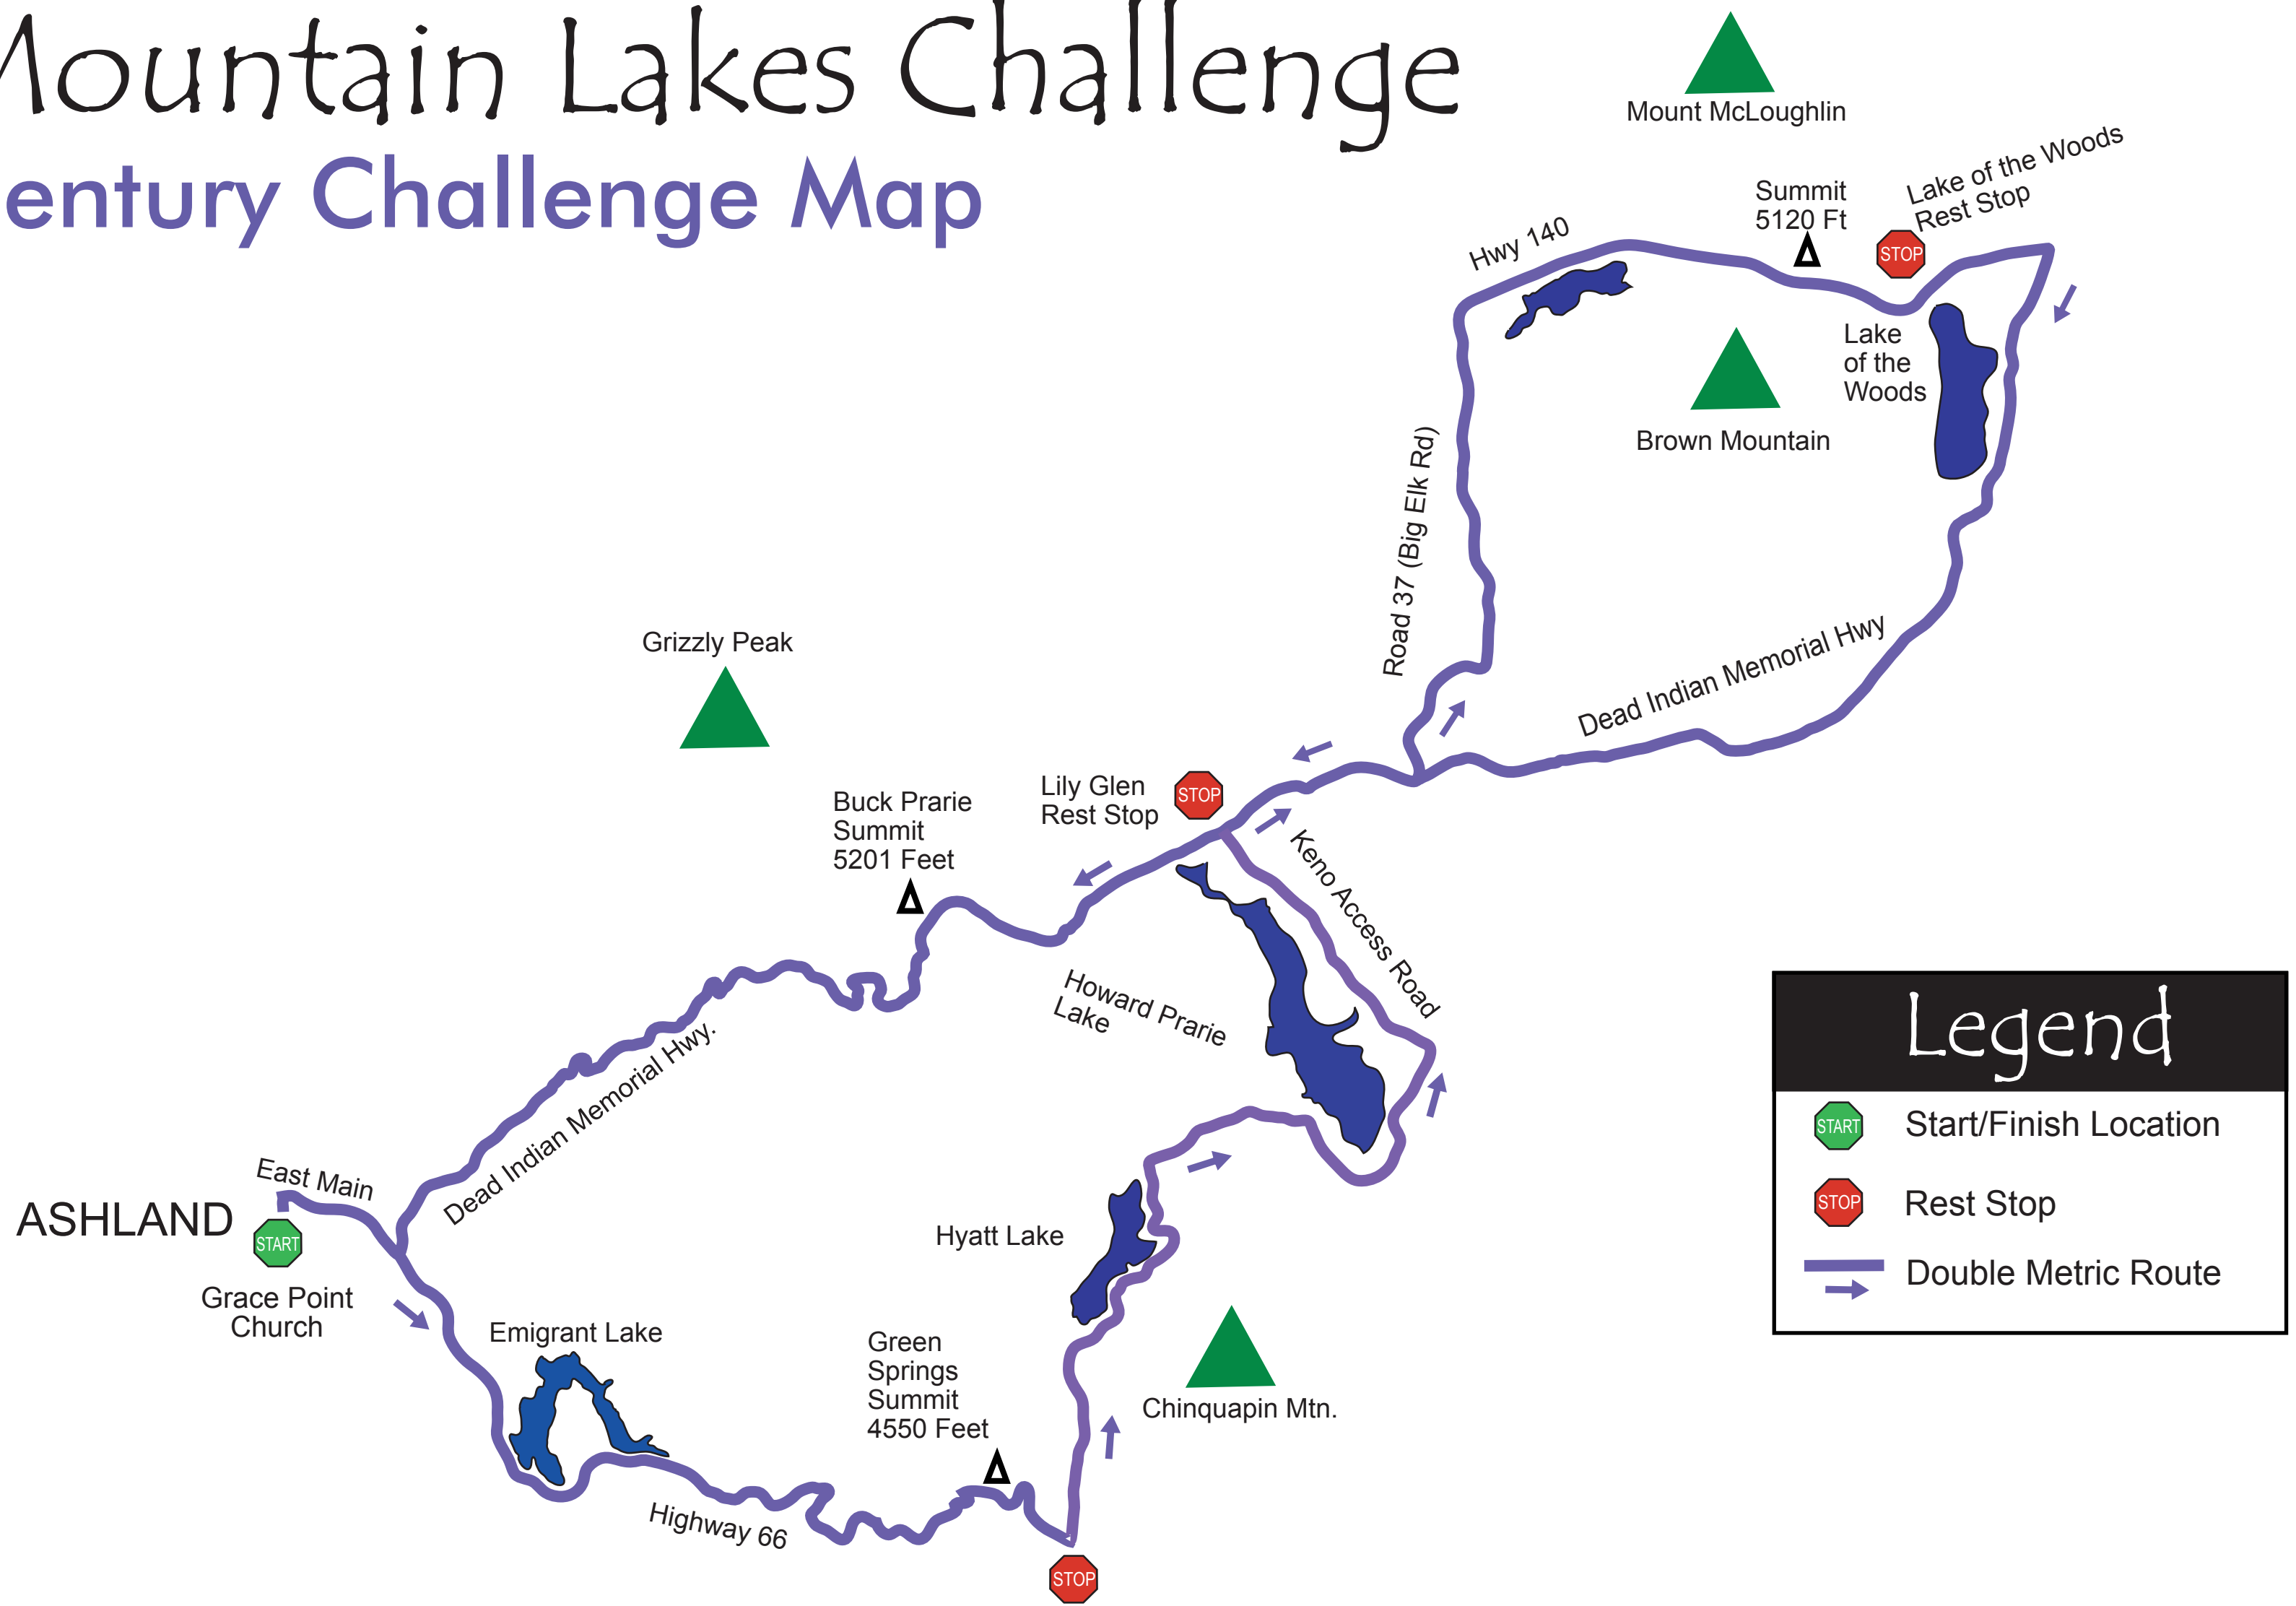 Mountain Lakes Challenge
entury Challenge Map
Mount McLoughlin
Lake of the Woods
Rest Stop
Summit
5120 Ft
STOP
Hwy 140
Lake
of the
Woods
Brown Mountain
Road 37 (Big Elk Rd)
Dead Indian Memorial Hwy
Grizzly Peak
Lily Glen
Rest Stop
STOP
Buck Prarie
Summit
5201 Feet
Keno Access Road
Howard Prarie
Lake
Dead Indian Memorial Hwy.
East Main
ASHLAND
START
Grace Point
Church
Hyatt Lake
Emigrant Lake
Green
Springs
Summit
4550 Feet
Chinquapin Mtn.
Highway 66
STOP
Legend
START
Start/Finish Location
STOP
Rest Stop
Double Metric Route